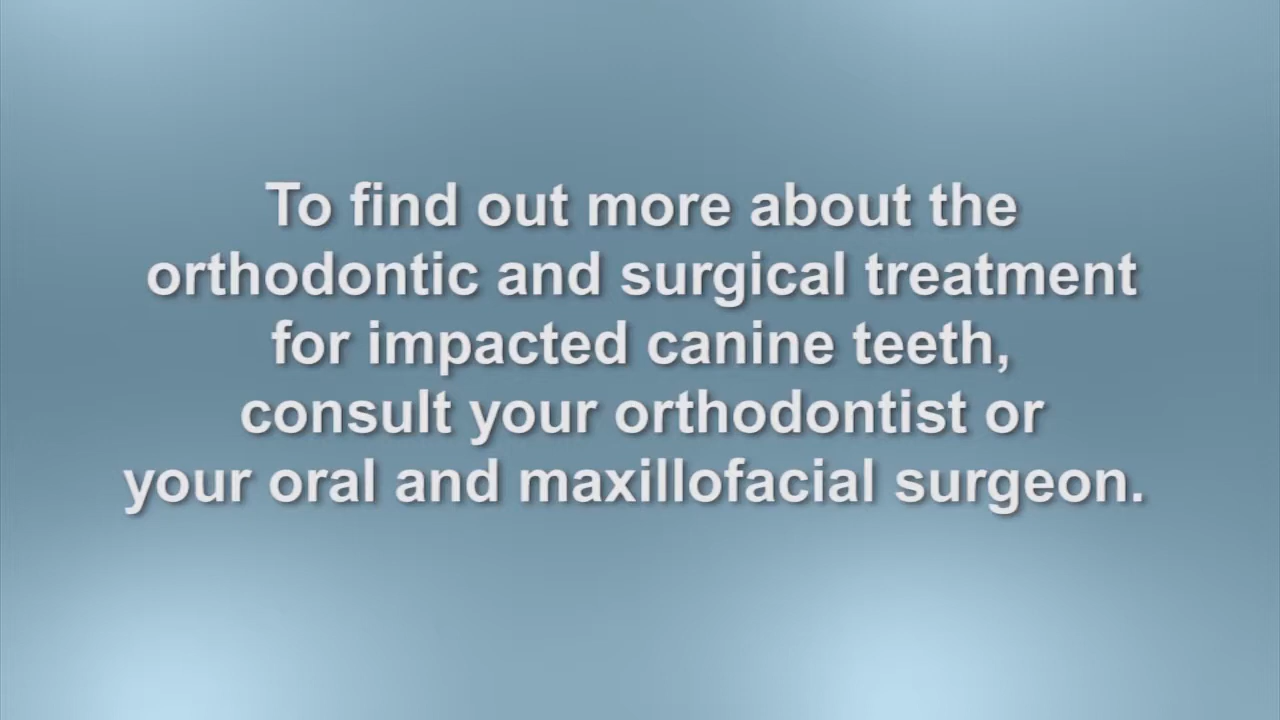 To find out more about the
orthodontic and surgical treatment
for impacted canine teeth,
consult your orthodontist or
your oral and maxillofacial surgeon.